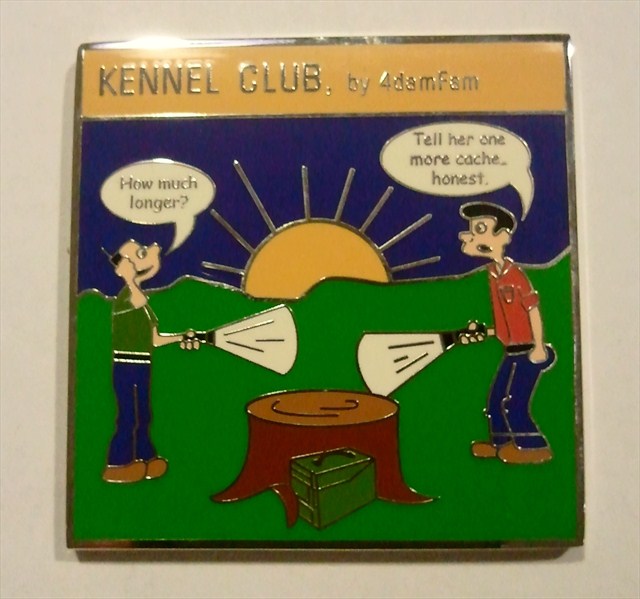 KENNEL CLUB, by 4damFam
How much
longer?
Tell her one
more cache...
honest.